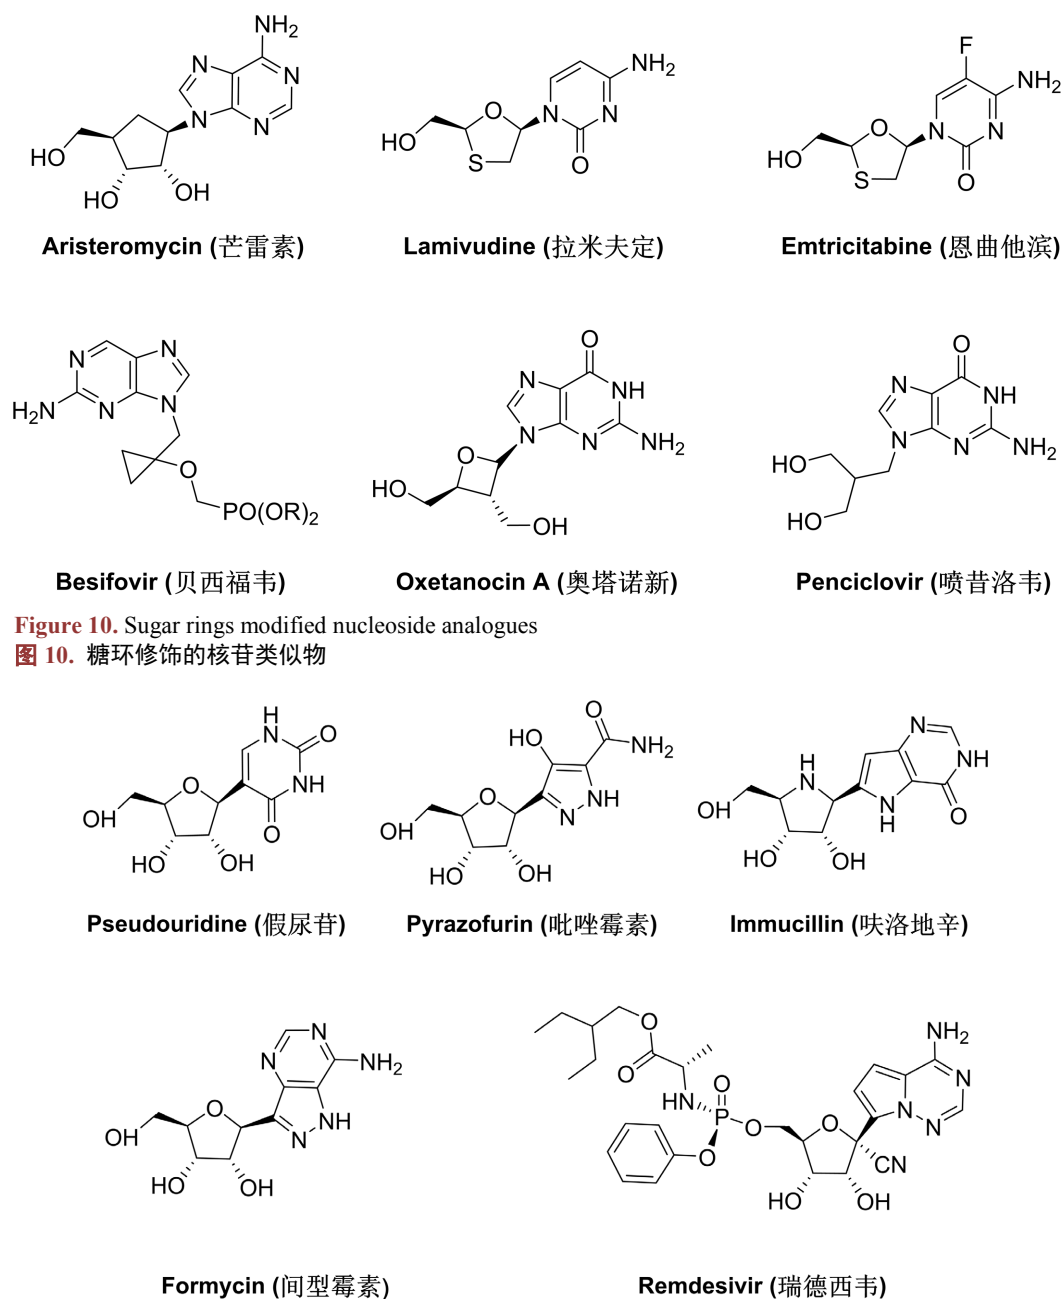 NH2
N
N
N
N
HO
HO
OH
Aristeromycin (芒雷素)
NH2
O
N
N
HO
S
O
Lamivudine (拉米夫定)
F
NH2
O
N
N
HO
S
O
Emtricitabine (恩曲他滨)
N
N
H2N
N
N
O
PO(OR)2
Besifovir (贝西福韦)
O
N
NH
N
N
NH2
O
HO
OH
Oxetanocin A (奥塔诺新)
O
N
NH
N
N
NH2
HO
HO
Penciclovir (喷昔洛韦)
Figure 10. Sugar rings modified nucleoside analogues
图 10. 糖环修饰的核苷类似物
H
N
O
NH
O
O
OH
HO
OH
Pseudouridine (假尿苷)
O
HO
NH2
O
NH
N
OH
HO
OH
Pyrazofurin (吡唑霉素)
N
NH
H
N
N
H
O
OH
HO
OH
Immucillin (呋洛地辛)
N
N
NH2
O
NH
N
OH
HO
OH
Formycin (间型霉素)
O
O
HN
O
P
O
O
O
NH2
N
N
N
CN
HO
OH
Remdesivir (瑞德西韦)